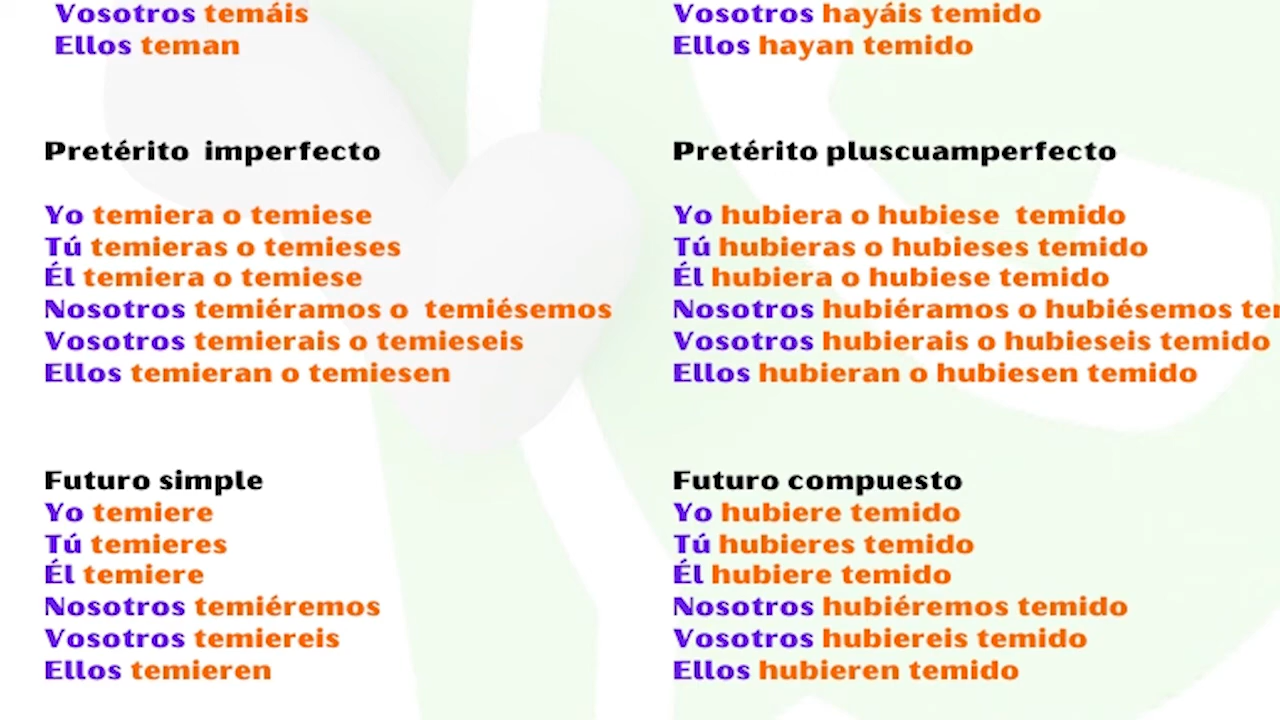 Vosotros temáis
Ellos teman
Pretérito imperfecto
Yo temiera o temiese
Tú temieras o temieses
Él temiera o temiese
Nosotros temiéramos o temiésemos
Vosotros temierais o temieseis
Ellos temieran o temiesen
Futuro simple
Yo temiere
Tú temieres
Él temiere
Nosotros temiéremos
Vosotros temiereis
Ellos temieren
Vosotros hayáis temido
Ellos hayan temido
Pretérito pluscuamperfecto
Yo hubiera o hubiese temido
Tú hubieras o hubieses temido
Él hubiera o hubiese temido
Nosotros hubiéramos o hubiésemos
Vosotros hubierais o hubieseis temido
Ellos hubieran o hubiesen temido
Futuro compuesto
Yo hubiere temido
Tú hubieres temido
Él hubiere temido
Nosotros hubiéremos temido
Vosotros hubiereis temido
Ellos hubieren temido